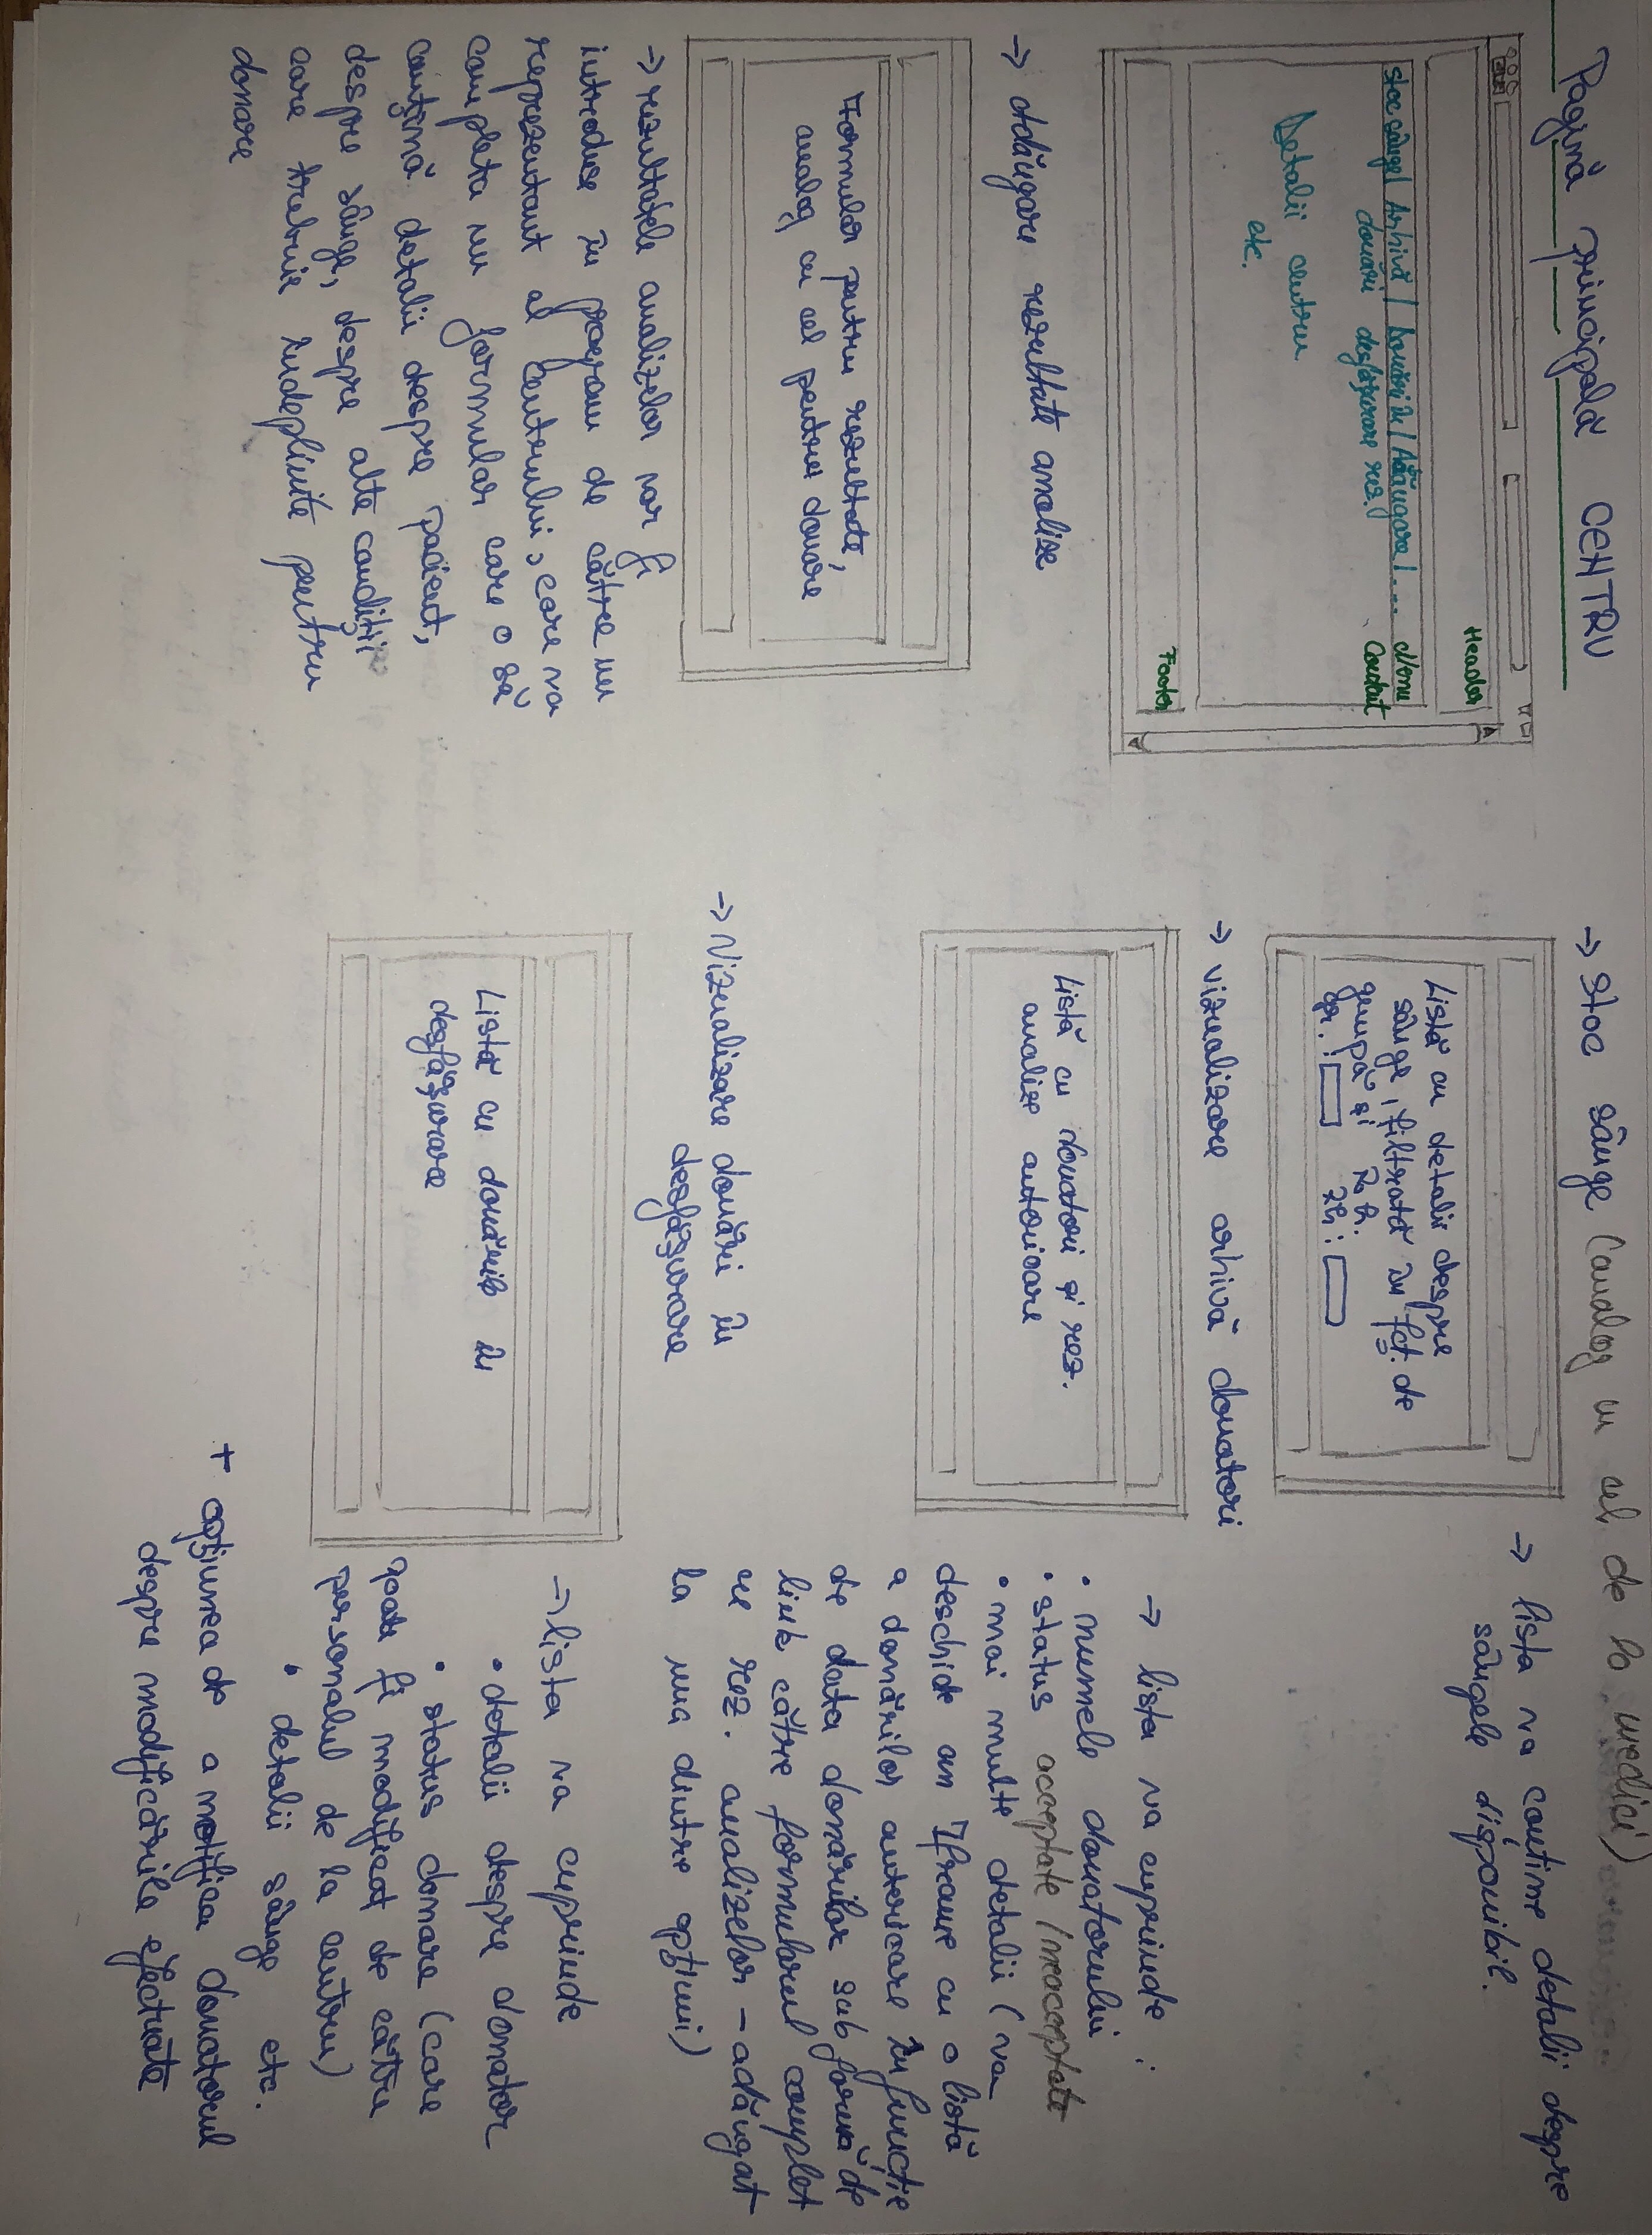 Pagină principală CENTRU
Header
stoc sânge | Arhivă | Donări în | Adăugare | ... Menu
donări desfășurare rez. Content
Detalii centru
etc.
Footer
-> Adăugare rezultate analize
Formular pentru rezultate,
analog cu cel pentru donare
-> rezultatele analizelor vor fi
introduse în program de către un
reprezentant al Centrului, care va
completa un formular care o să
conțină detalii despre pacient,
despre sânge, despre alte condiții
care trebuie îndeplinite pentru
donare
-> Stoc sânge (analog cu cel de la medici)
Listă cu detalii despre
sânge, filtrată în fct. de
grupă și Rh.
gr.: Rh:
-> lista va conține detalii despre
sângele disponibil.
-> vizualizare arhivă donatori
Listă cu donatori și rez.
analize anterioare
-> lista va cuprinde :
• numele donatorului
• status acceptate / neacceptate
• mai multe detalii (va
deschide un IFrame cu o listă
a donărilor anterioare în funcție
de data donărilor sub formă de
link către formularul complet
cu rez. analizelor - adăugat
la una dintre opțiuni)
-> Vizualizare donări în
desfășurare
Listă cu donările în
desfășurare
-> lista va cuprinde
• detalii despre donator
• status donare (care
poate fi modificat de către
personalul de la centru)
• detalii sânge etc.
+ opțiunea de a notifica donatorul
despre modificările efectuate